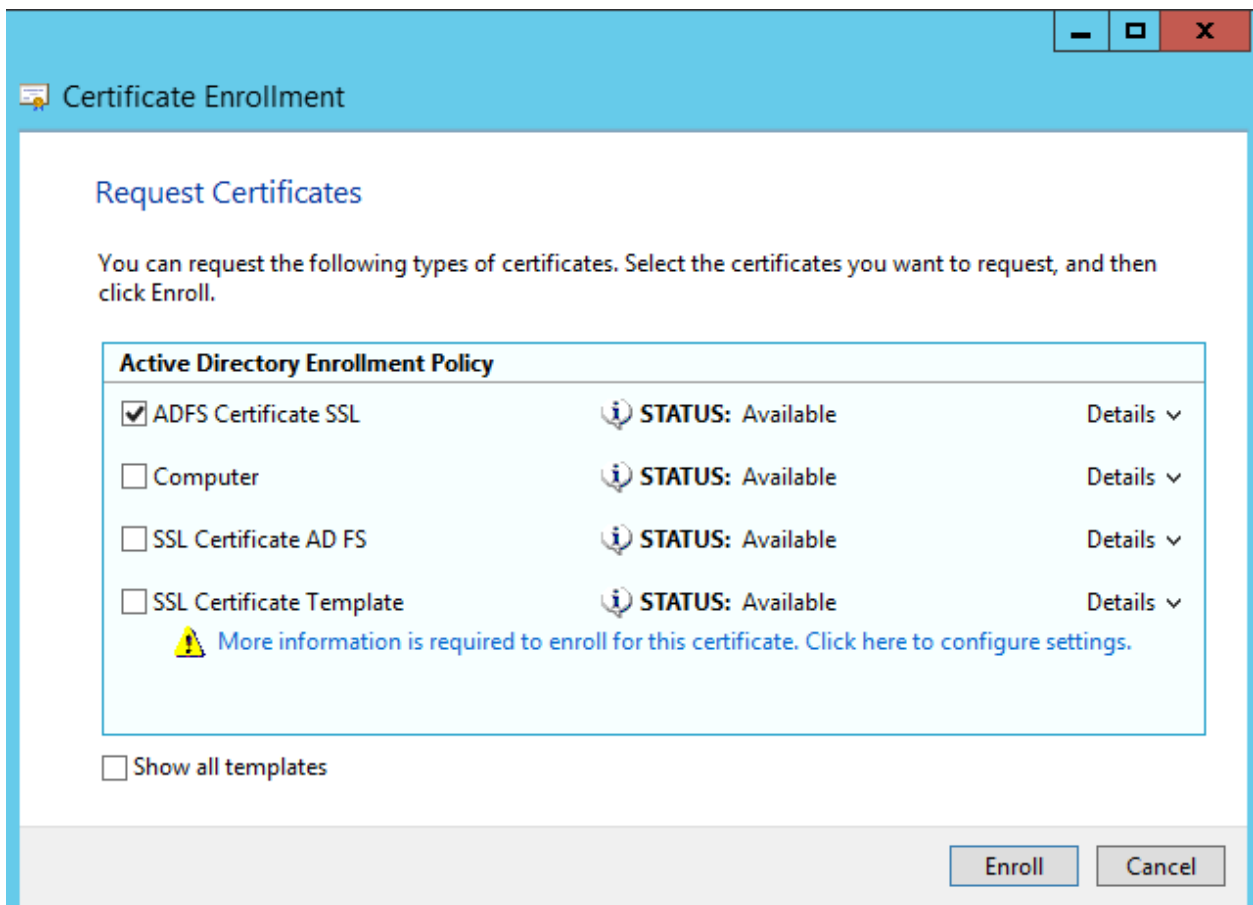 Certificate Enrollment
Request Certificates
You can request the following types of certificates. Select the certificates you want to request, and then
click Enroll.
Active Directory Enrollment Policy
ADFS Certificate SSL STATUS: Available Details
Computer STATUS: Available Details
SSL Certificate AD FS STATUS: Available Details
SSL Certificate Template STATUS: Available Details
More information is required to enroll for this certificate. Click here to configure settings.
Show all templates
Enroll Cancel